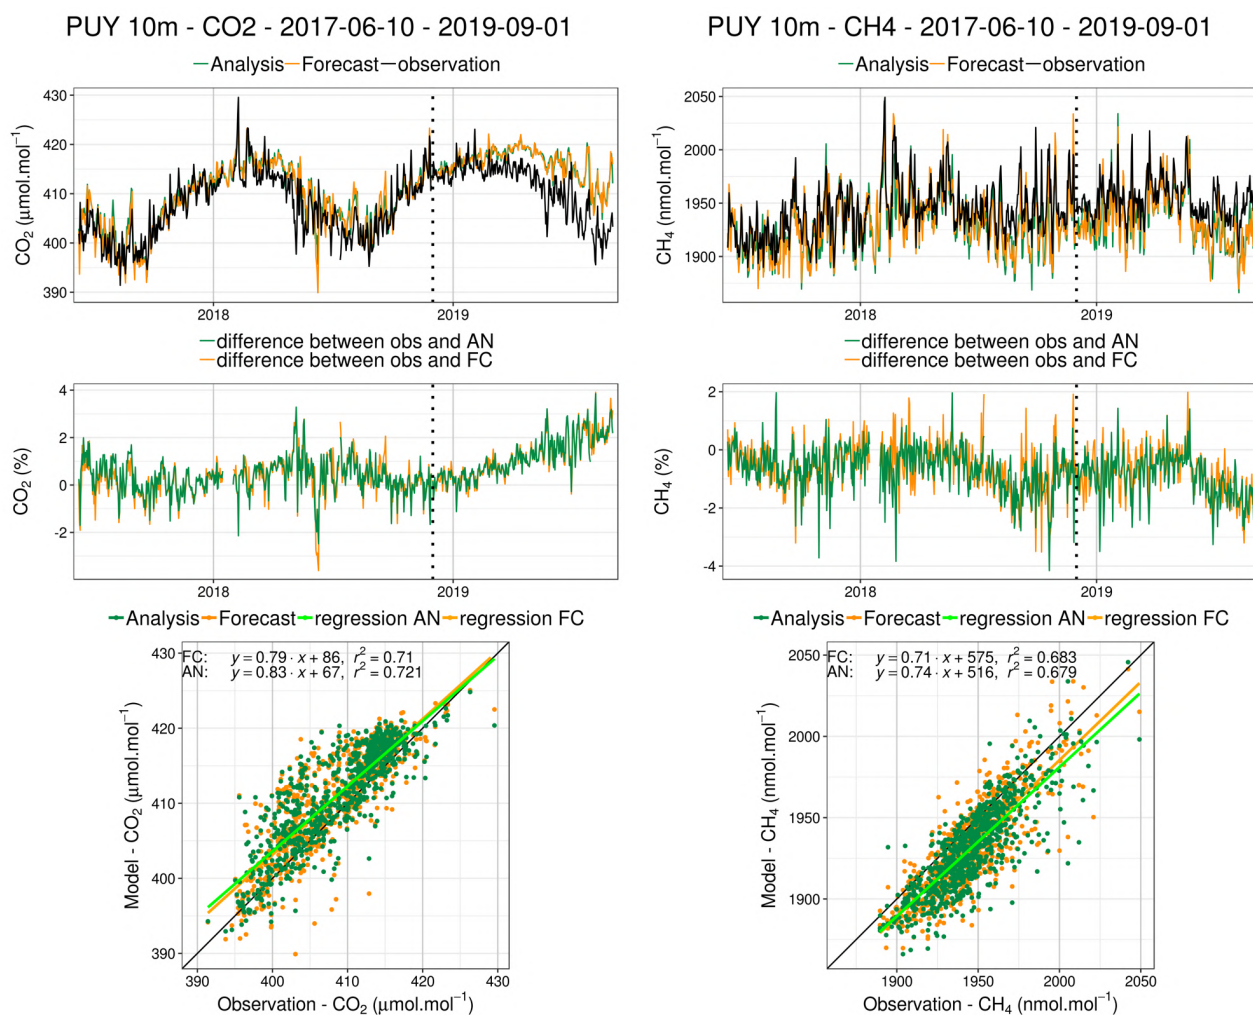 PUY 10m - CO2 - 2017-06-10 - 2019-09-01
Analysis Forecast observation
CO₂ (μmol.mol⁻¹)
430
420
410
400
390
2018 2019
difference between obs and AN
difference between obs and FC
CO₂ (%)
4
2
0
-2
2018 2019
Analysis Forecast regression AN regression FC
FC: y = 0.79 · x + 86, r² = 0.71
AN: y = 0.83 · x + 67, r² = 0.721
Model - CO₂ (μmol.mol⁻¹)
430
420
410
400
390
390 400 410 420 430
Observation - CO₂ (μmol.mol⁻¹)
PUY 10m - CH4 - 2017-06-10 - 2019-09-01
Analysis Forecast observation
CH₄ (nmol.mol⁻¹)
2050
2000
1950
1900
2018 2019
difference between obs and AN
difference between obs and FC
CH₄ (%)
2
0
-2
-4
2018 2019
Analysis Forecast regression AN regression FC
FC: y = 0.71 · x + 575, r² = 0.683
AN: y = 0.74 · x + 516, r² = 0.679
Model - CH₄ (nmol.mol⁻¹)
2050
2000
1950
1900
1900 1950 2000 2050
Observation - CH₄ (nmol.mol⁻¹)